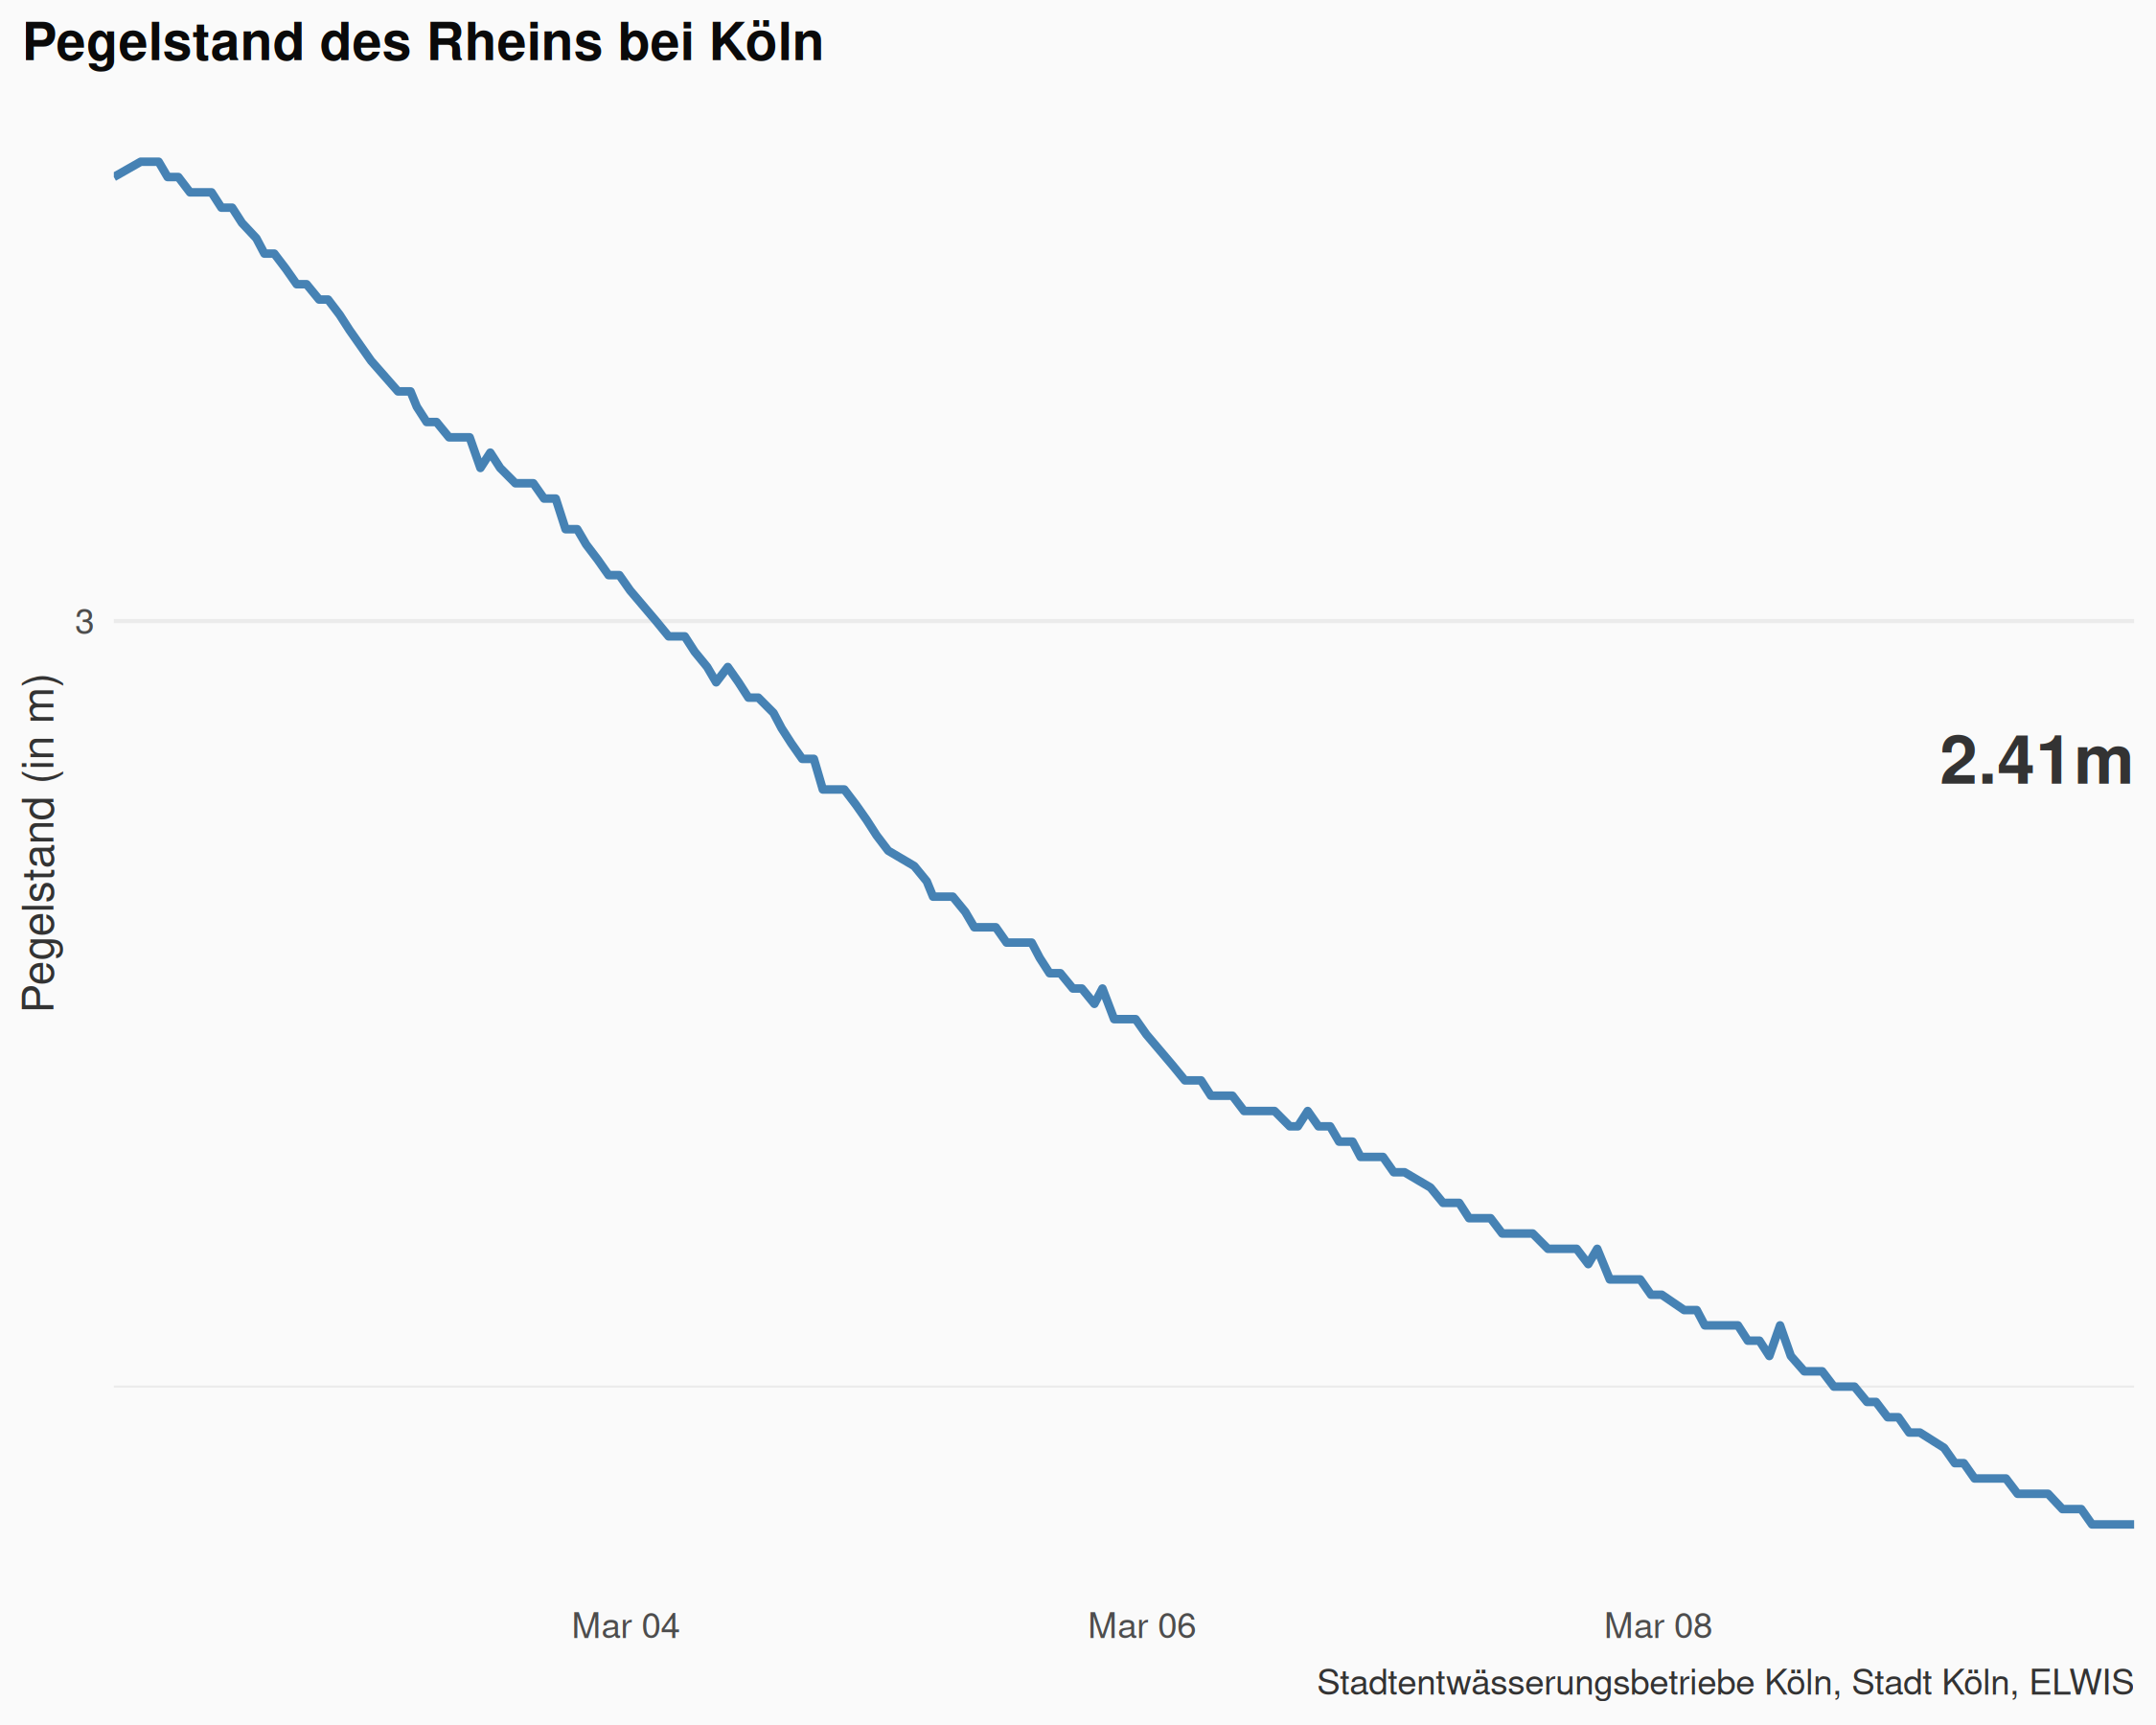 Pegelstand des Rheins bei Köln
3
Pegelstand (in m)
2.41m
Mar 04
Mar 06
Mar 08
Stadtentwässerungsbetriebe Köln, Stadt Köln, ELWIS